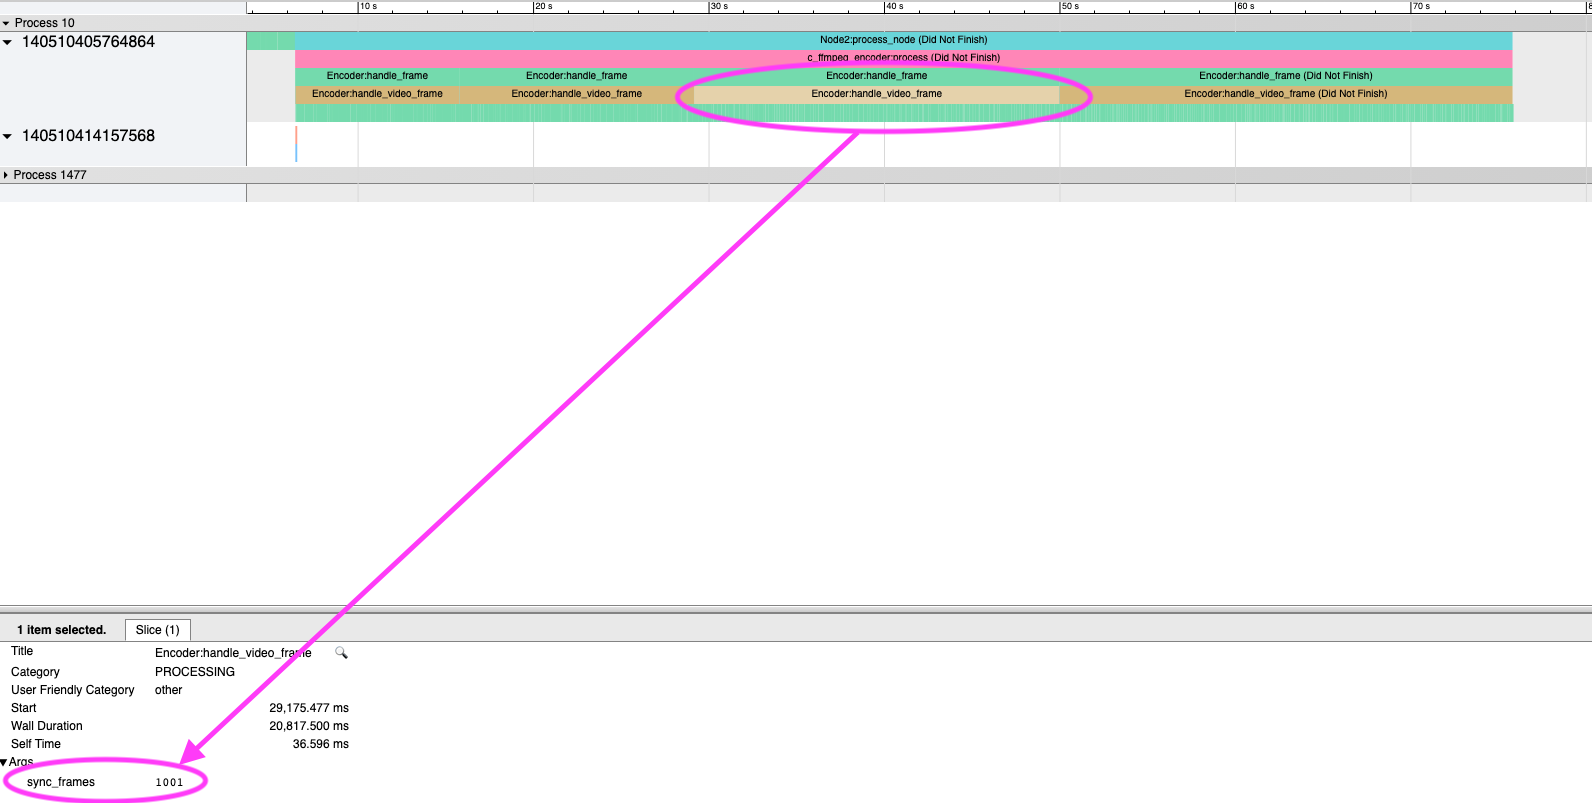 10 s 20 s 30 s 40 s 50 s 60 s 70 s
Process 10
140510405764864
Node2:process_node (Did Not Finish)
c_ffmpeg_encoder:process (Did Not Finish)
Encoder:handle_frame Encoder:handle_frame Encoder:handle_frame Encoder:handle_frame (Did Not Finish)
Encoder:handle_video_frame Encoder:handle_video_frame Encoder:handle_video_frame Encoder:handle_video_frame (Did Not Finish)
140510414157568
Process 1477
1 item selected. Slice (1)
Title Encoder:handle_video_frame
Category PROCESSING
User Friendly Category other
Start 29,175.477 ms
Wall Duration 20,817.500 ms
Self Time 36.596 ms
Args
sync_frames 1001